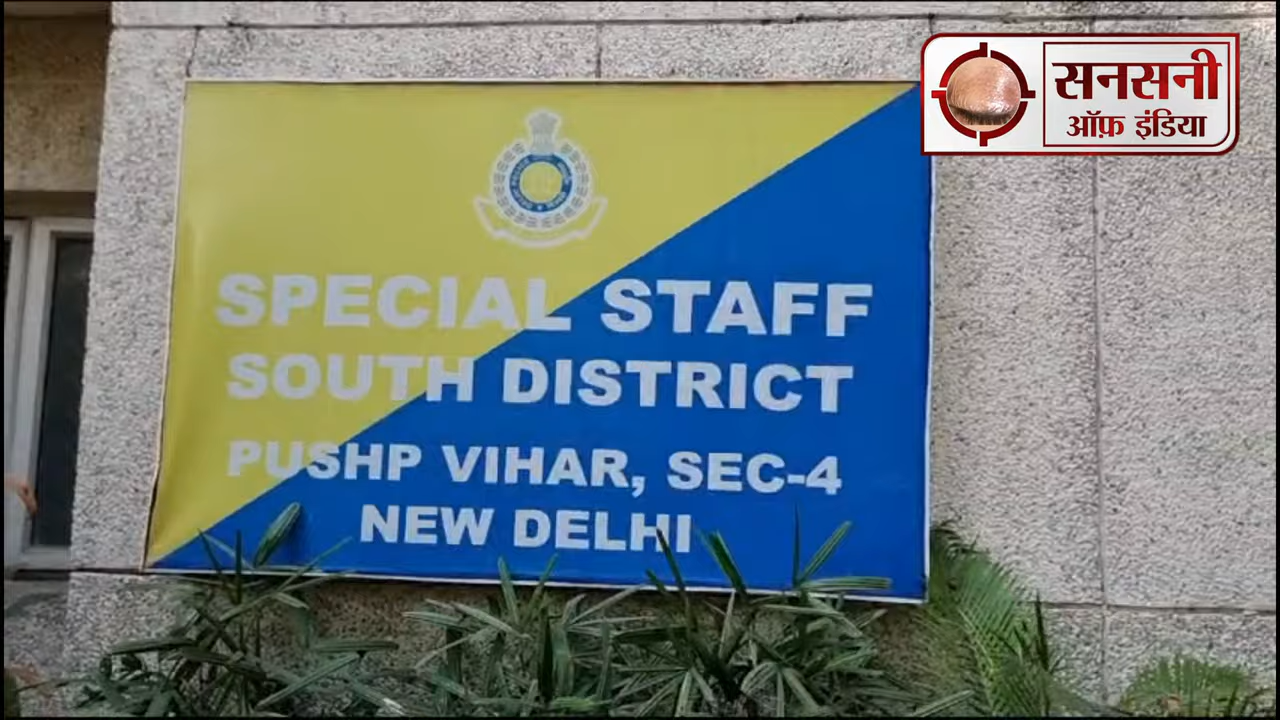 सनसनी
ऑफ़ इंडिया
SPECIAL STAFF
SOUTH DISTRICT
PUSHP VIHAR, SEC-4
NEW DELHI